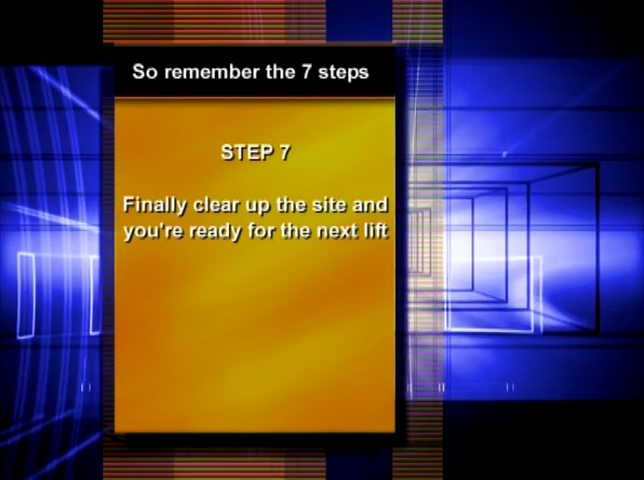 So remember the 7 steps
STEP 7
Finally clear up the site and
you're ready for the next lift